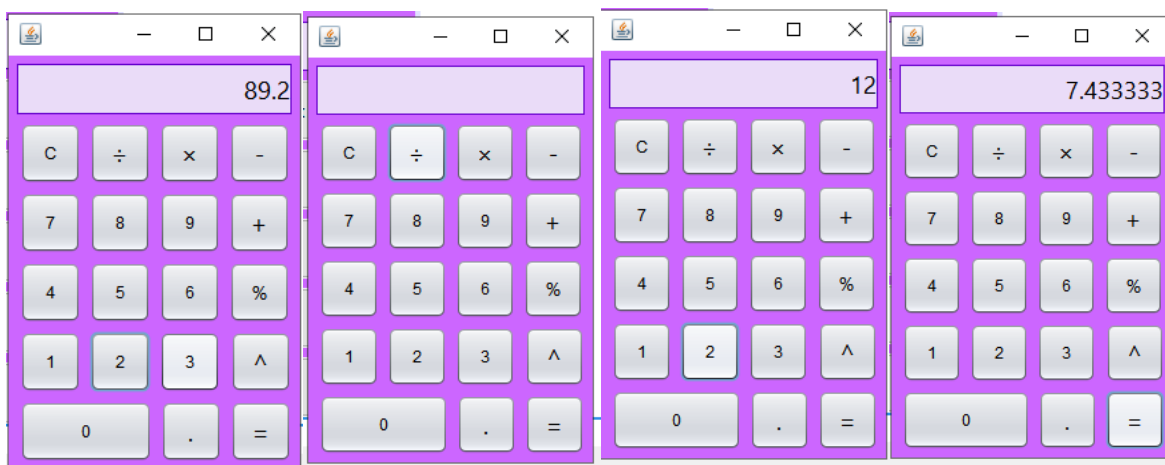 89.2
C ÷ × -
7 8 9 +
4 5 6 %
1 2 3 ^
0 . =
C ÷ × -
7 8 9 +
4 5 6 %
1 2 3 ^
0 . =
12
C ÷ × -
7 8 9 +
4 5 6 %
1 2 3 ^
0 . =
7.433333
C ÷ × -
7 8 9 +
4 5 6 %
1 2 3 ^
0 . =